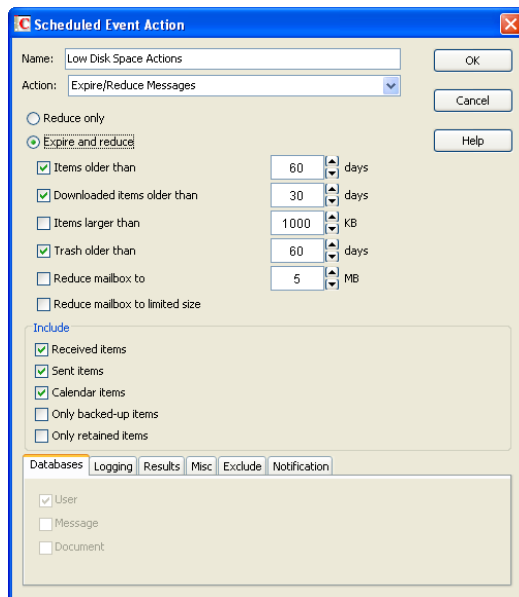 Scheduled Event Action
Name: Low Disk Space Actions
OK
Action: Expire/Reduce Messages
Cancel
Reduce only
Expire and reduce
Help
Items older than 60 days
Downloaded items older than 30 days
Items larger than 1000 KB
Trash older than 60 days
Reduce mailbox to 5 MB
Reduce mailbox to limited size
Include
Received items
Sent items
Calendar items
Only backed-up items
Only retained items
Databases Logging Results Misc Exclude Notification
User
Message
Document